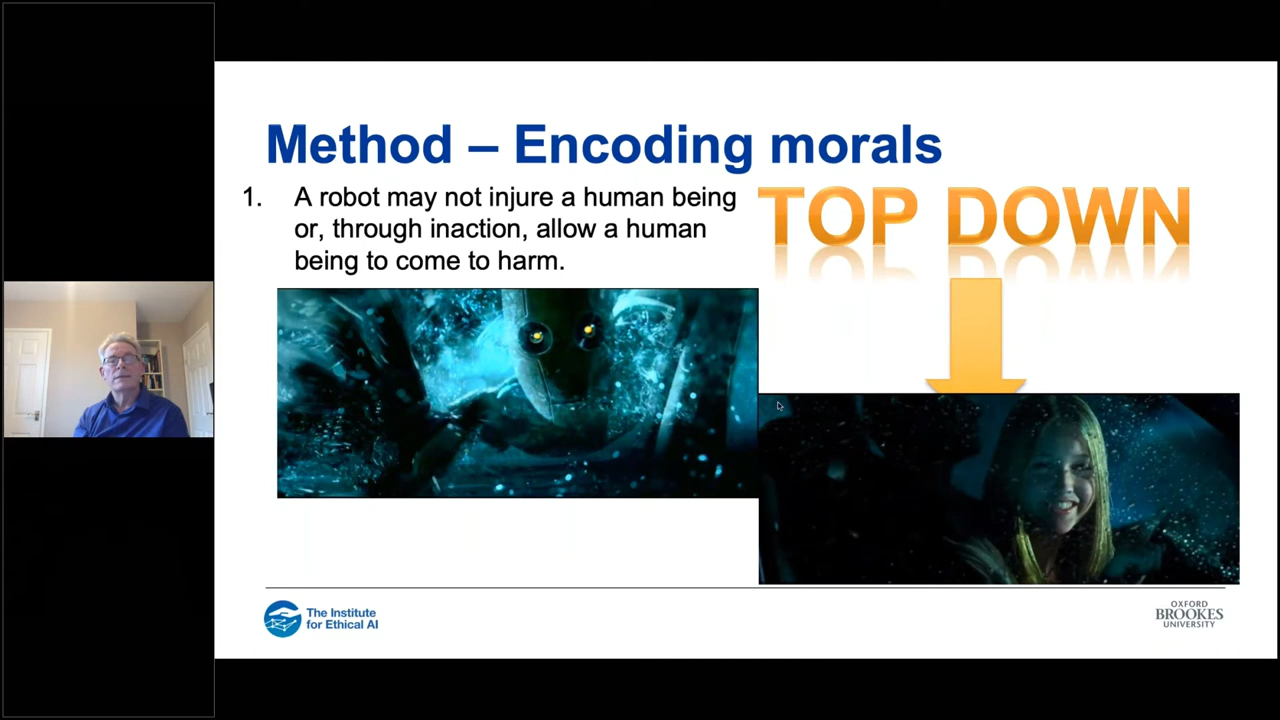 Method – Encoding morals
1. A robot may not injure a human being
or, through inaction, allow a human
being to come to harm.
TOP DOWN
The Institute
for Ethical AI
OXFORD
BROOKES
UNIVERSITY